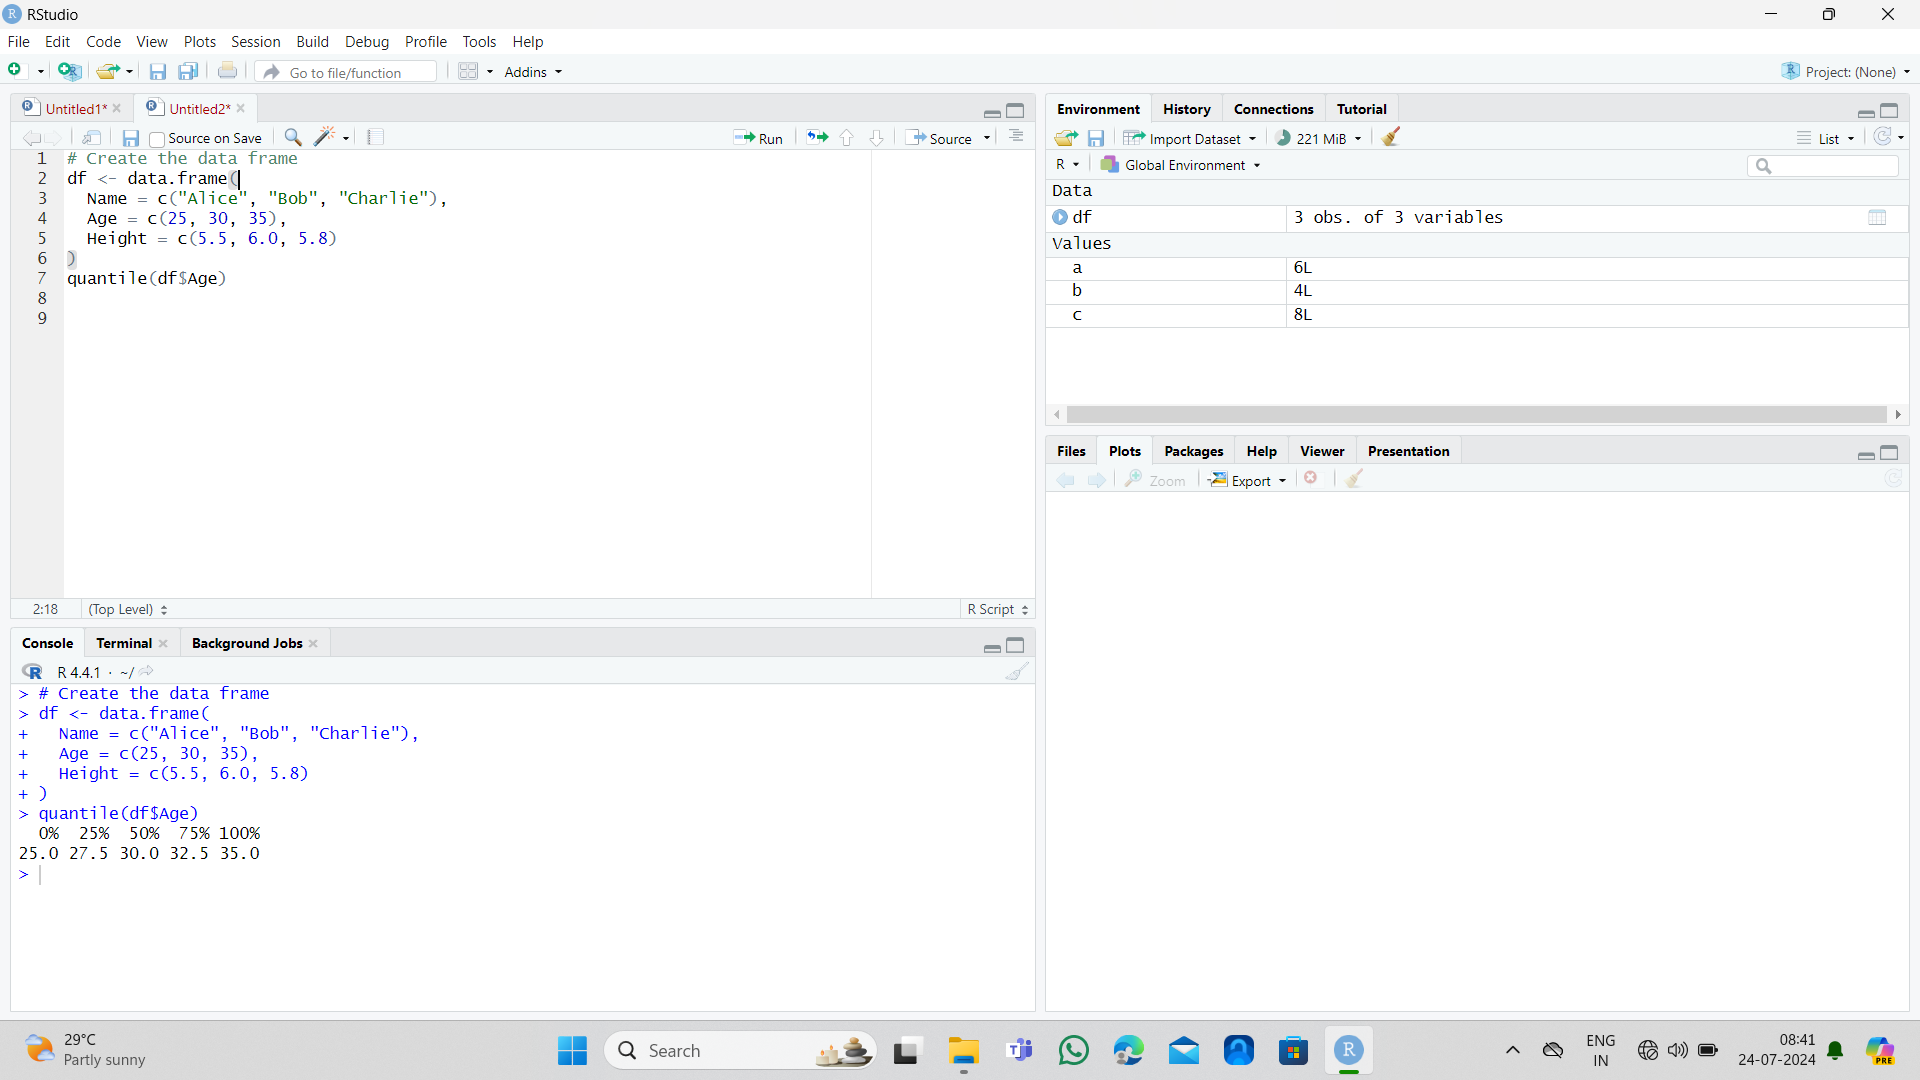 RStudio
File Edit Code View Plots Session Build Debug Profile Tools Help
Go to file/function Addins Project: (None)
Untitled1* Untitled2*
Source on Save Run Source
1 # Create the data frame
2 df <- data.frame(
3   Name = c("Alice", "Bob", "Charlie"),
4   Age = c(25, 30, 35),
5   Height = c(5.5, 6.0, 5.8)
6 )
7 quantile(df$Age)
8
9
2:18 (Top Level) R Script
Console Terminal Background Jobs
R 4.4.1 · ~/
> # Create the data frame
> df <- data.frame(
+   Name = c("Alice", "Bob", "Charlie"),
+   Age = c(25, 30, 35),
+   Height = c(5.5, 6.0, 5.8)
+ )
> quantile(df$Age)
  0%  25%  50%  75% 100%
25.0 27.5 30.0 32.5 35.0
>
Environment History Connections Tutorial
Import Dataset 221 MiB List
R Global Environment
Data
df 3 obs. of 3 variables
Values
a 6L
b 4L
c 8L
Files Plots Packages Help Viewer Presentation
Zoom Export
29°C
Partly sunny
Search
ENG
IN
08:41
24-07-2024
PRE